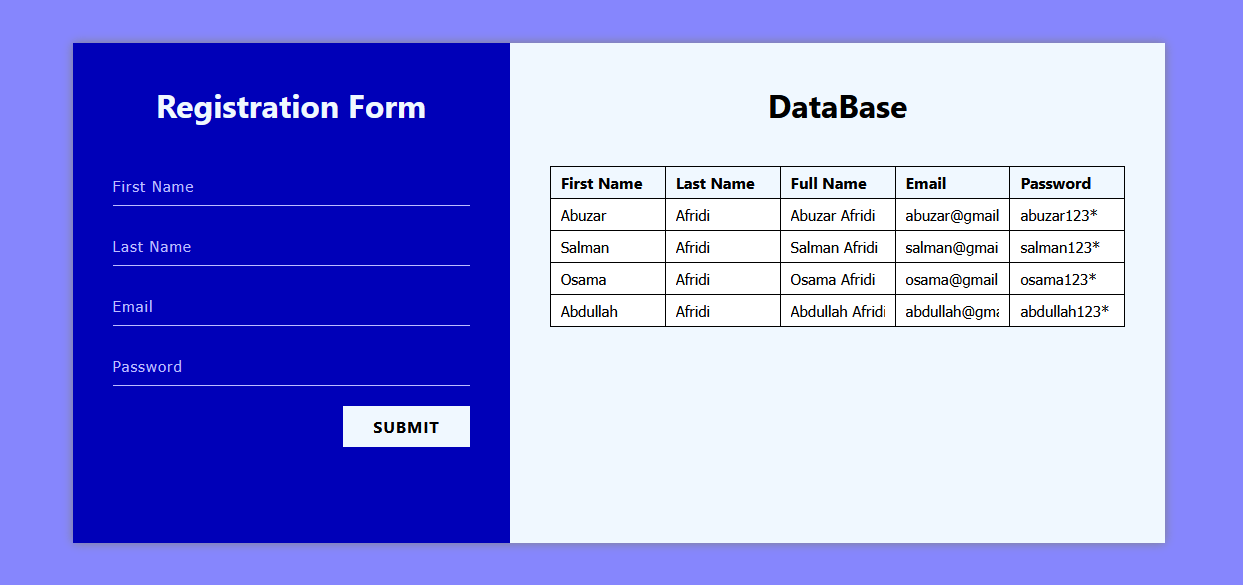 Registration Form
First Name
Last Name
Email
Password
SUBMIT
DataBase
First Name Last Name Full Name Email Password
Abuzar Afridi Abuzar Afridi abuzar@gmail abuzar123*
Salman Afridi Salman Afridi salman@gmai salman123*
Osama Afridi Osama Afridi osama@gmail osama123*
Abdullah Afridi Abdullah Afridi abdullah@gma abdullah123*